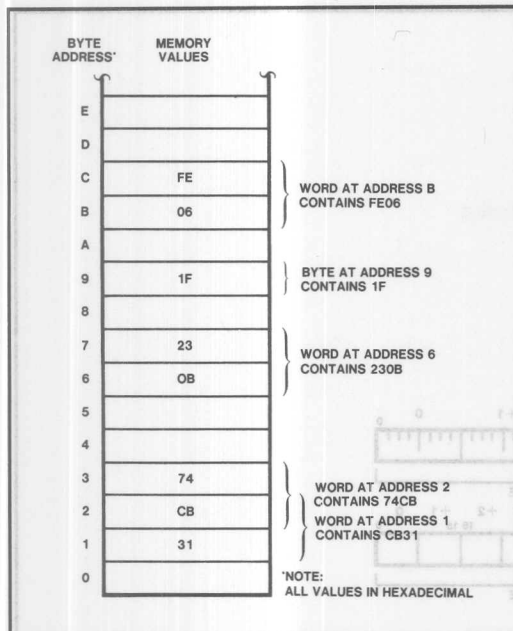 BYTE ADDRESS*
MEMORY VALUES
E
D
C FE
B 06
WORD AT ADDRESS B
CONTAINS FE06
A
9 1F
BYTE AT ADDRESS 9
CONTAINS 1F
8
7 23
6 OB
WORD AT ADDRESS 6
CONTAINS 230B
5
4
3 74
2 CB
1 31
WORD AT ADDRESS 2
CONTAINS 74CB
WORD AT ADDRESS 1
CONTAINS CB31
0
*NOTE:
ALL VALUES IN HEXADECIMAL